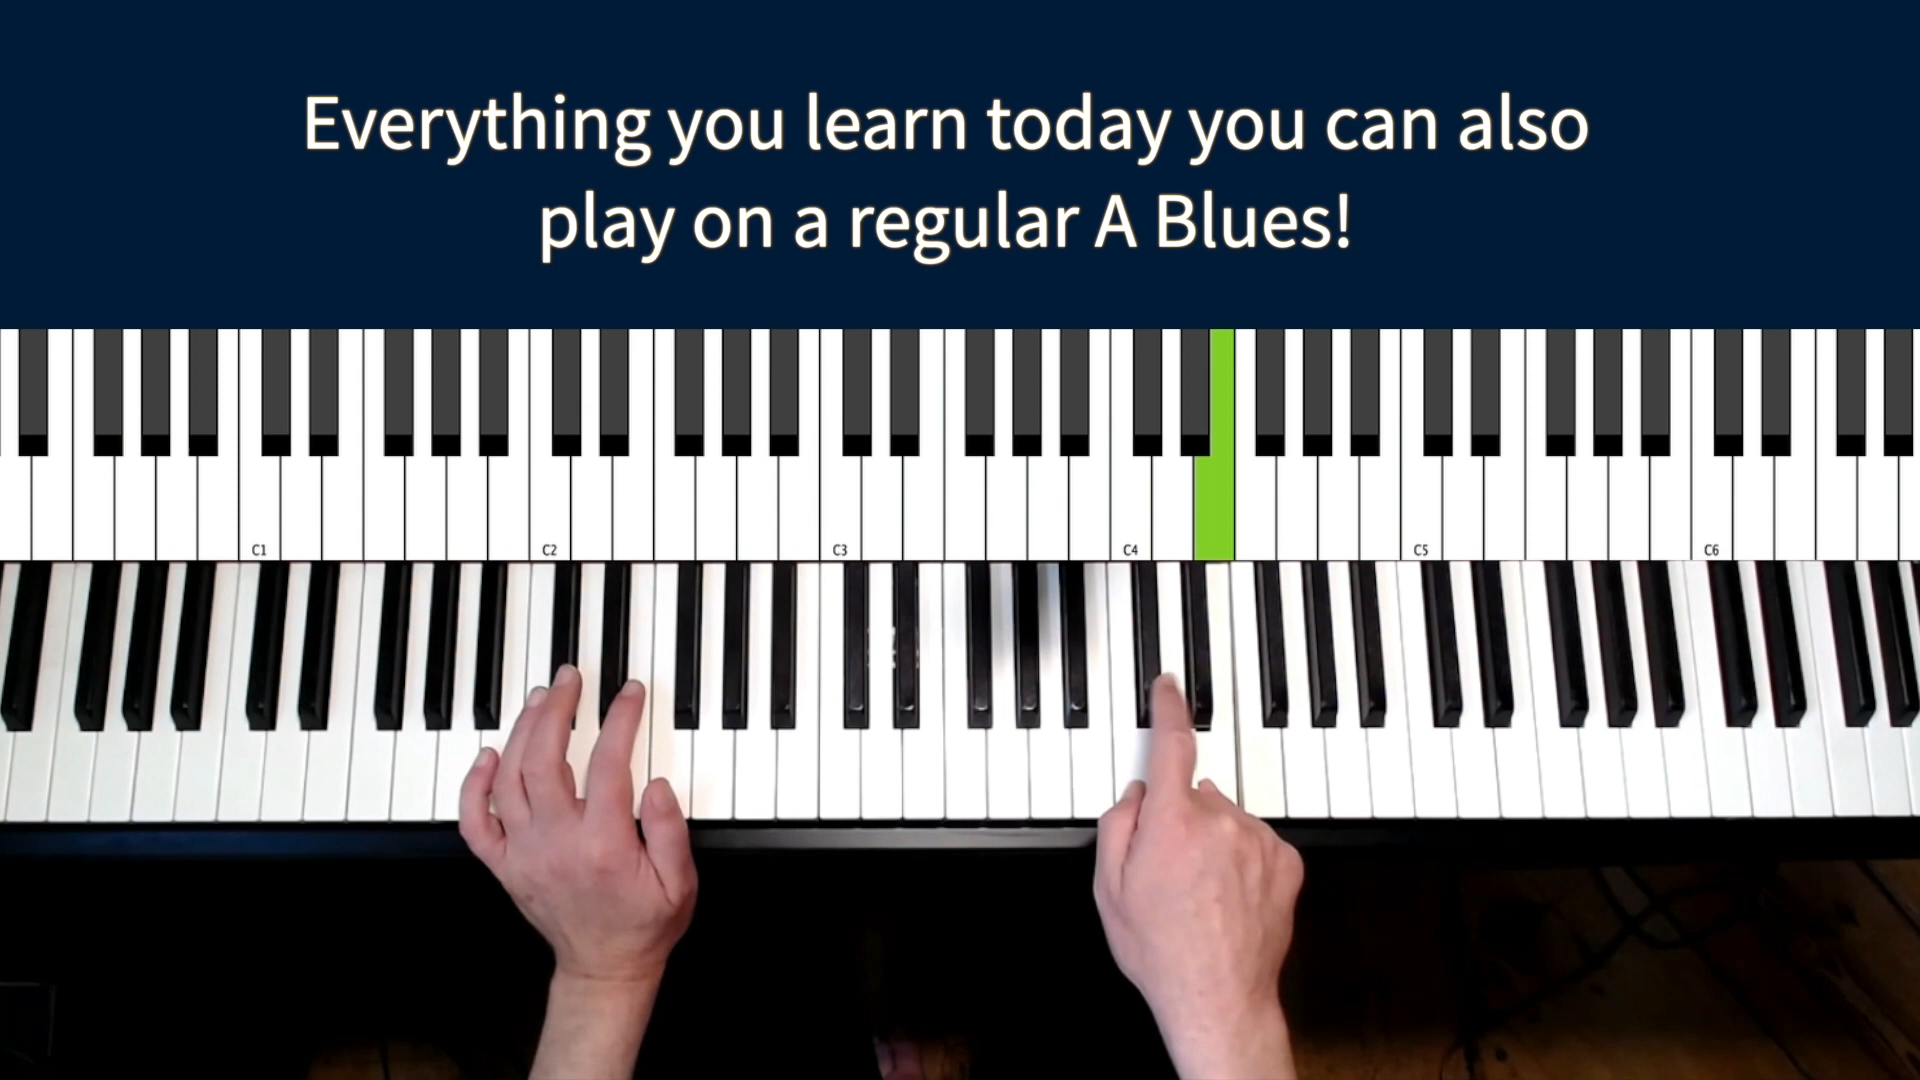 Everything you learn today you can also
play on a regular A Blues!
C1 C2 C3 C4 C5 C6